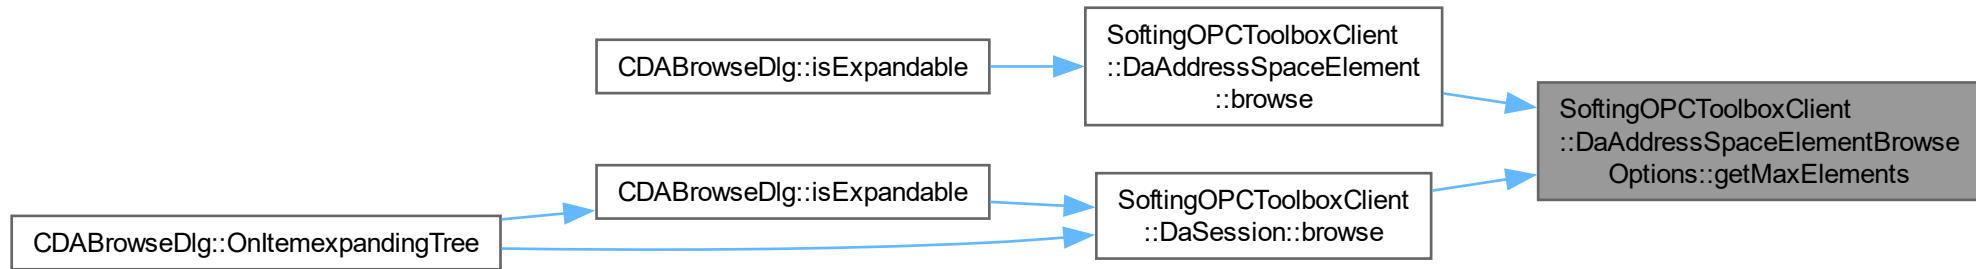 SoftingOPCToolboxClient
::DaAddressSpaceElement
::browse
CDABrowseDlg::isExpandable
SoftingOPCToolboxClient
::DaAddressSpaceElementBrowse
Options::getMaxElements
CDABrowseDlg::isExpandable
SoftingOPCToolboxClient
::DaSession::browse
CDABrowseDlg::OnItemexpandingTree